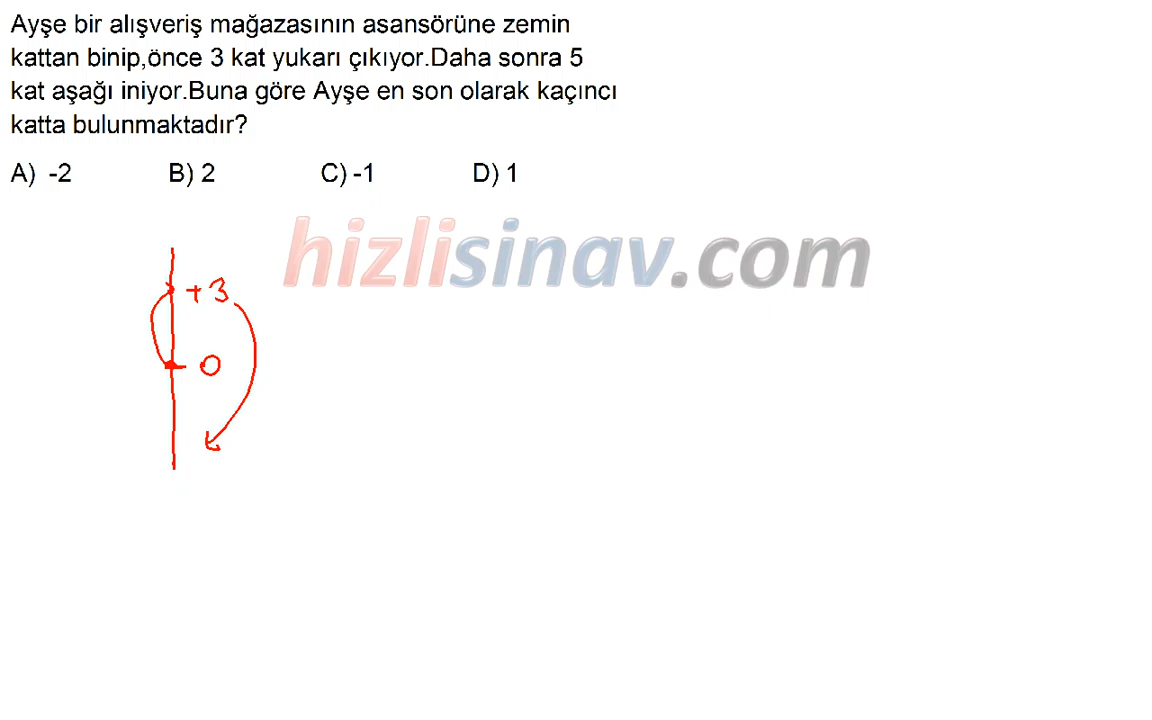 Ayşe bir alışveriş mağazasının asansörüne zemin
kattan binip,önce 3 kat yukarı çıkıyor.Daha sonra 5
kat aşağı iniyor.Buna göre Ayşe en son olarak kaçıncı
katta bulunmaktadır?
A) -2 B) 2 C) -1 D) 1
hizlisinav.com
+3
0